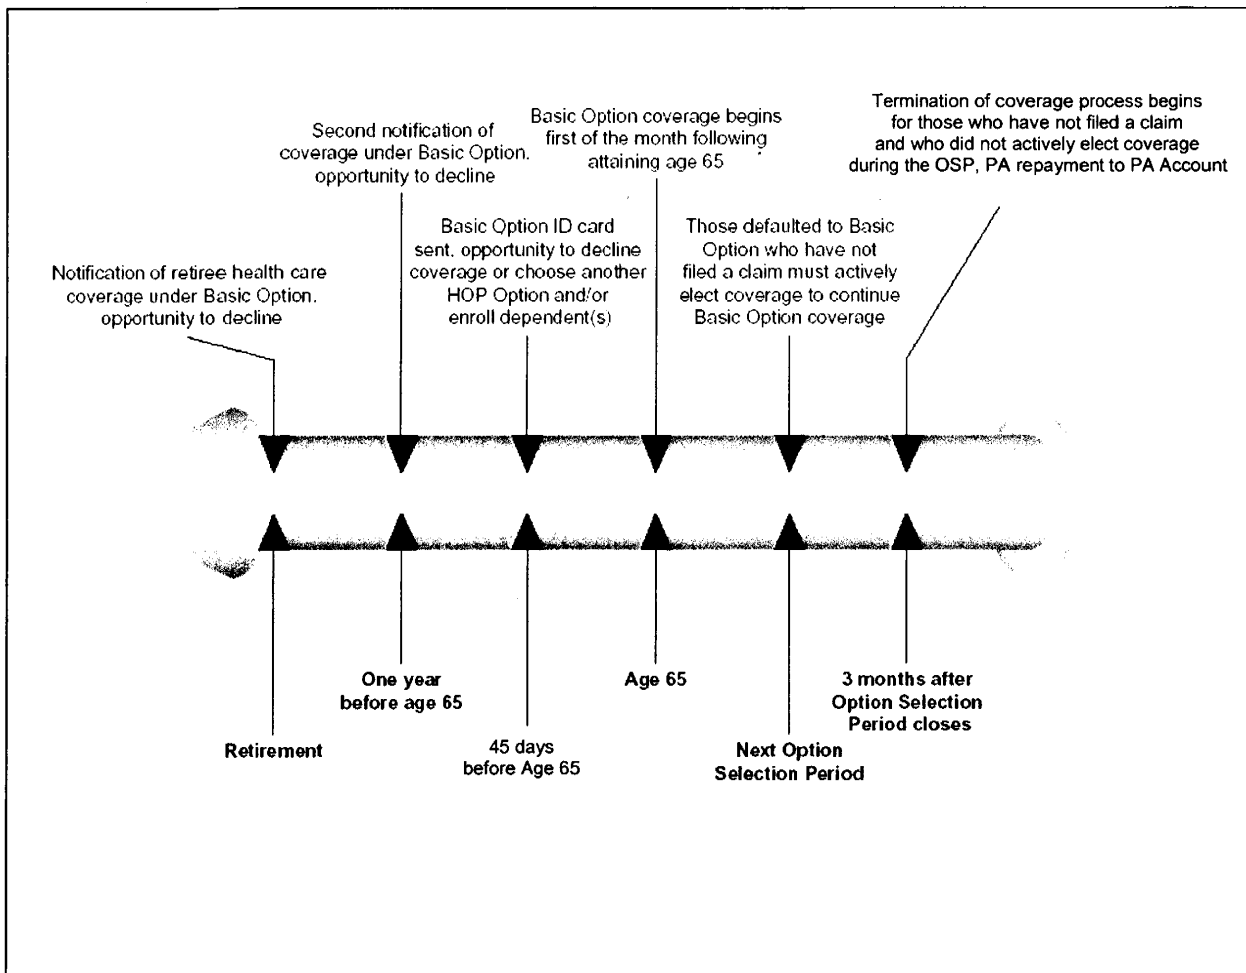 Notification of retiree health care
coverage under Basic Option.
opportunity to decline
Second notification of
coverage under Basic Option.
opportunity to decline
Basic Option ID card
sent. opportunity to decline
coverage or choose another
HOP Option and/or
enroll dependent(s)
Basic Option coverage begins
first of the month following
attaining age 65
Those defaulted to Basic
Option who have not
filed a claim must actively
elect coverage to continue
Basic Option coverage
Termination of coverage process begins
for those who have not filed a claim
and who did not actively elect coverage
during the OSP, PA repayment to PA Account
Retirement
One year
before age 65
45 days
before Age 65
Age 65
Next Option
Selection Period
3 months after
Option Selection
Period closes